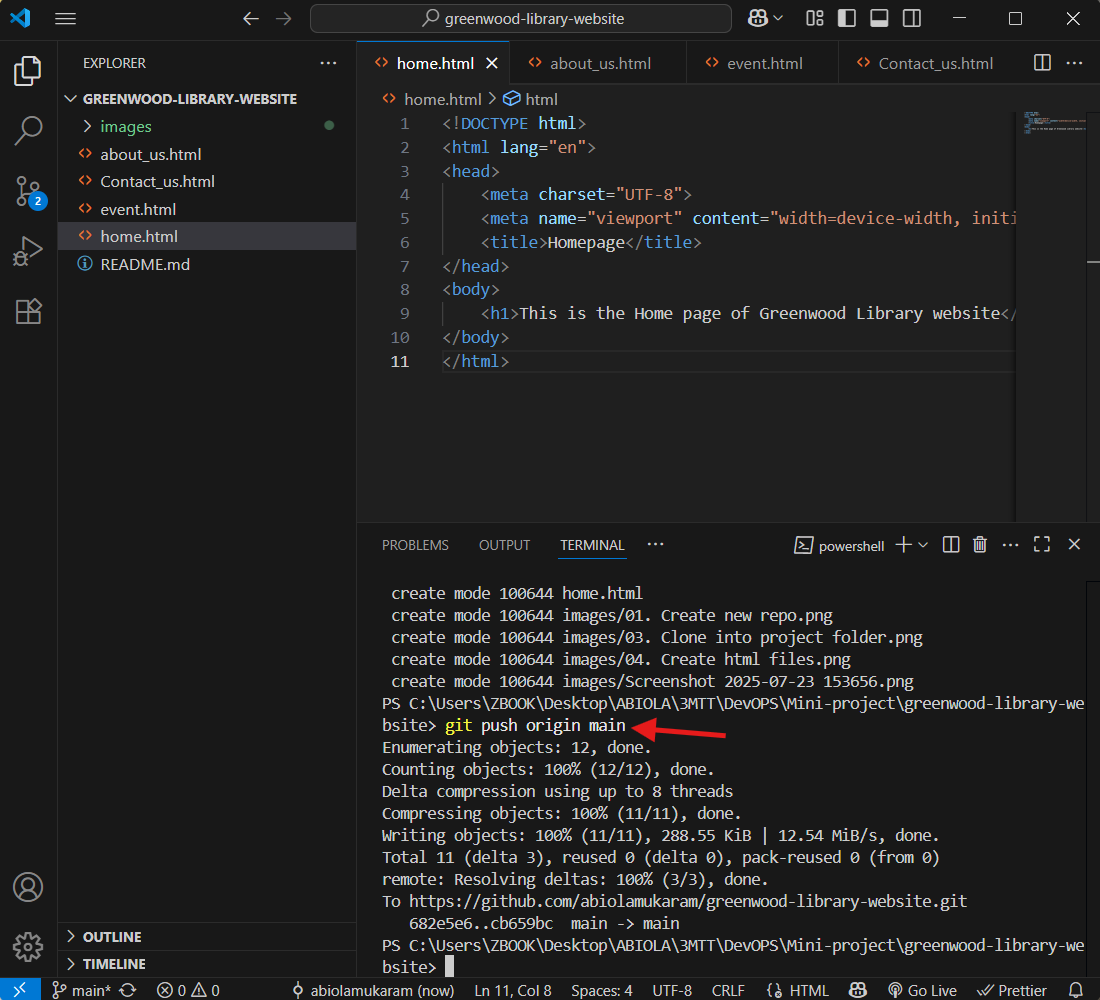 greenwood-library-website
EXPLORER
GREENWOOD-LIBRARY-WEBSITE
images
about_us.html
Contact_us.html
event.html
home.html
README.md
2
OUTLINE
TIMELINE
home.html
about_us.html
event.html
Contact_us.html
home.html > html
1 <!DOCTYPE html>
2 <html lang="en">
3 <head>
4 <meta charset="UTF-8">
5 <meta name="viewport" content="width=device-width, initi
6 <title>Homepage</title>
7 </head>
8 <body>
9 <h1>This is the Home page of Greenwood Library website</
10 </body>
11 </html>
PROBLEMS OUTPUT TERMINAL ···
powershell
create mode 100644 home.html
create mode 100644 images/01. Create new repo.png
create mode 100644 images/03. Clone into project folder.png
create mode 100644 images/04. Create html files.png
create mode 100644 images/Screenshot 2025-07-23 153656.png
PS C:\Users\ZBOOK\Desktop\ABIOLA\3MTT\DevOPS\Mini-project\greenwood-library-we
bsite> git push origin main
Enumerating objects: 12, done.
Counting objects: 100% (12/12), done.
Delta compression using up to 8 threads
Compressing objects: 100% (11/11), done.
Writing objects: 100% (11/11), 288.55 KiB | 12.54 MiB/s, done.
Total 11 (delta 3), reused 0 (delta 0), pack-reused 0 (from 0)
remote: Resolving deltas: 100% (3/3), done.
To https://github.com/abiolamukaram/greenwood-library-website.git
682e5e6..cb659bc main -> main
PS C:\Users\ZBOOK\Desktop\ABIOLA\3MTT\DevOPS\Mini-project\greenwood-library-we
bsite>
main* 0 0 abiolamukaram (now) Ln 11, Col 8 Spaces: 4 UTF-8 CRLF HTML Go Live Prettier